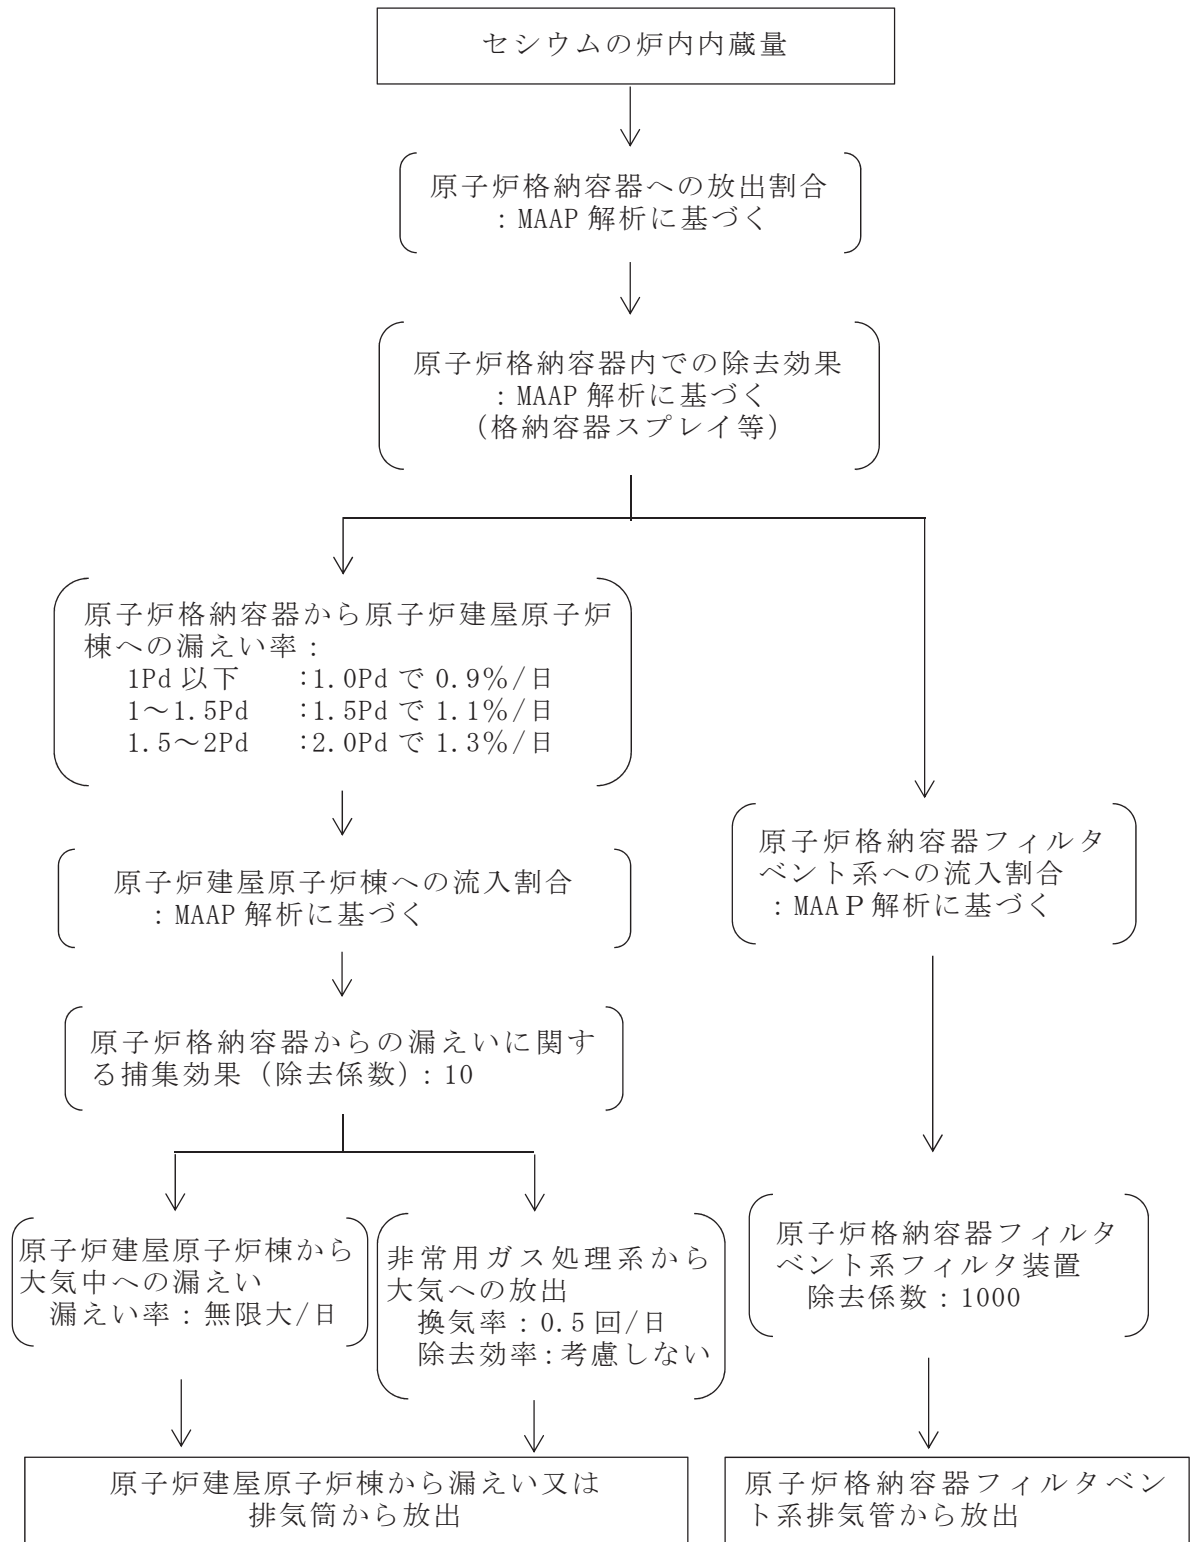 セシウムの炉内内蔵量
原子炉格納容器への放出割合
：MAAP 解析に基づく
原子炉格納容器内での除去効果
：MAAP 解析に基づく
（格納容器スプレイ等）
原子炉格納容器から原子炉建屋原子炉
棟への漏えい率：
1Pd 以下　：1.0Pd で 0.9％/日
1～1.5Pd　：1.5Pd で 1.1％/日
1.5～2Pd　：2.0Pd で 1.3％/日
原子炉建屋原子炉棟への流入割合
：MAAP 解析に基づく
原子炉格納容器からの漏えいに関す
る捕集効果（除去係数）：10
原子炉建屋原子炉棟から
大気中への漏えい
漏えい率：無限大/日
非常用ガス処理系から
大気への放出
換気率：0.5 回/日
除去効率：考慮しない
原子炉建屋原子炉棟から漏えい又は
排気筒から放出
原子炉格納容器フィルタ
ベント系への流入割合
：MAAＰ解析に基づく
原子炉格納容器フィルタ
ベント系フィルタ装置
除去係数：1000
原子炉格納容器フィルタベン
ト系排気管から放出